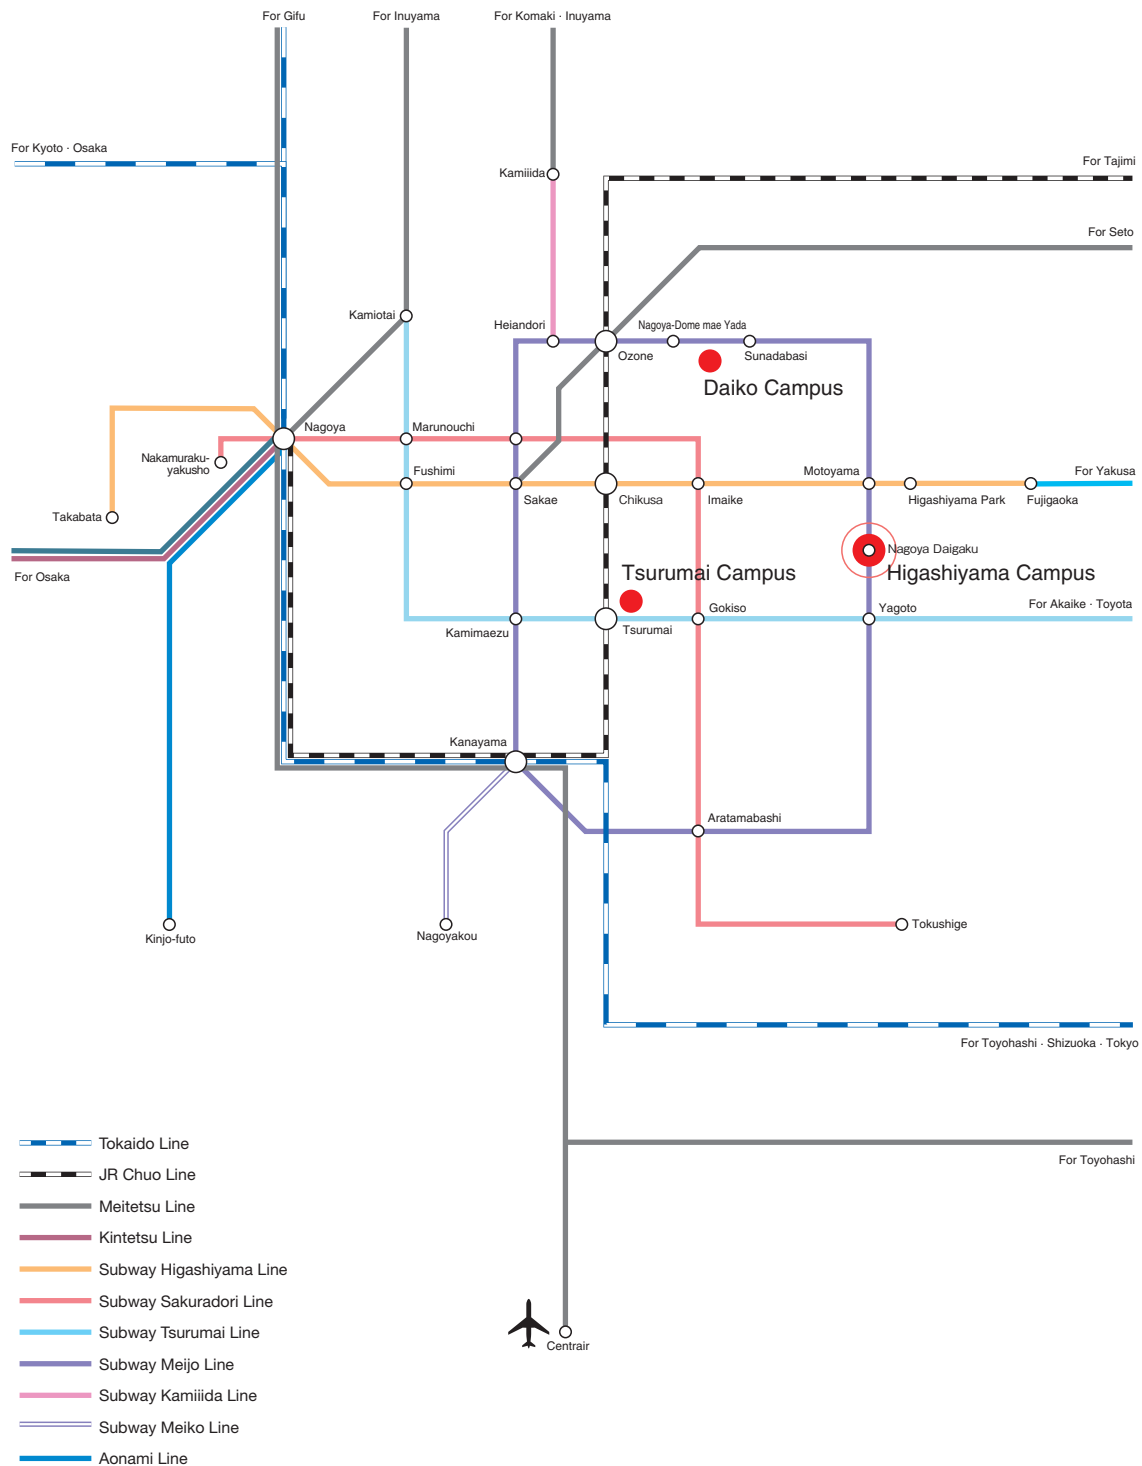 For Gifu
For Inuyama
For Komaki · Inuyama
For Kyoto · Osaka
For Tajimi
Kamiiida
For Seto
Kamiotai
Heiandori
Nagoya-Dome mae Yada
Ozone
Sunadabasi
Daiko Campus
Nagoya
Marunouchi
Nakamuraku-
yakusho
Fushimi
Motoyama
For Yakusa
Sakae
Chikusa
Imaike
Higashiyama Park
Fujigaoka
Takabata
Nagoya Daigaku
For Osaka
Tsurumai Campus
Higashiyama Campus
Gokiso
Yagoto
For Akaike · Toyota
Kamimaezu
Tsurumai
Kanayama
Aratamabashi
Kinjo-futo
Nagoyakou
Tokushige
For Toyohashi · Shizuoka · Tokyo
Tokaido Line
For Toyohashi
JR Chuo Line
Meitetsu Line
Kintetsu Line
Subway Higashiyama Line
Subway Sakuradori Line
Subway Tsurumai Line
Centrair
Subway Meijo Line
Subway Kamiiida Line
Subway Meiko Line
Aonami Line